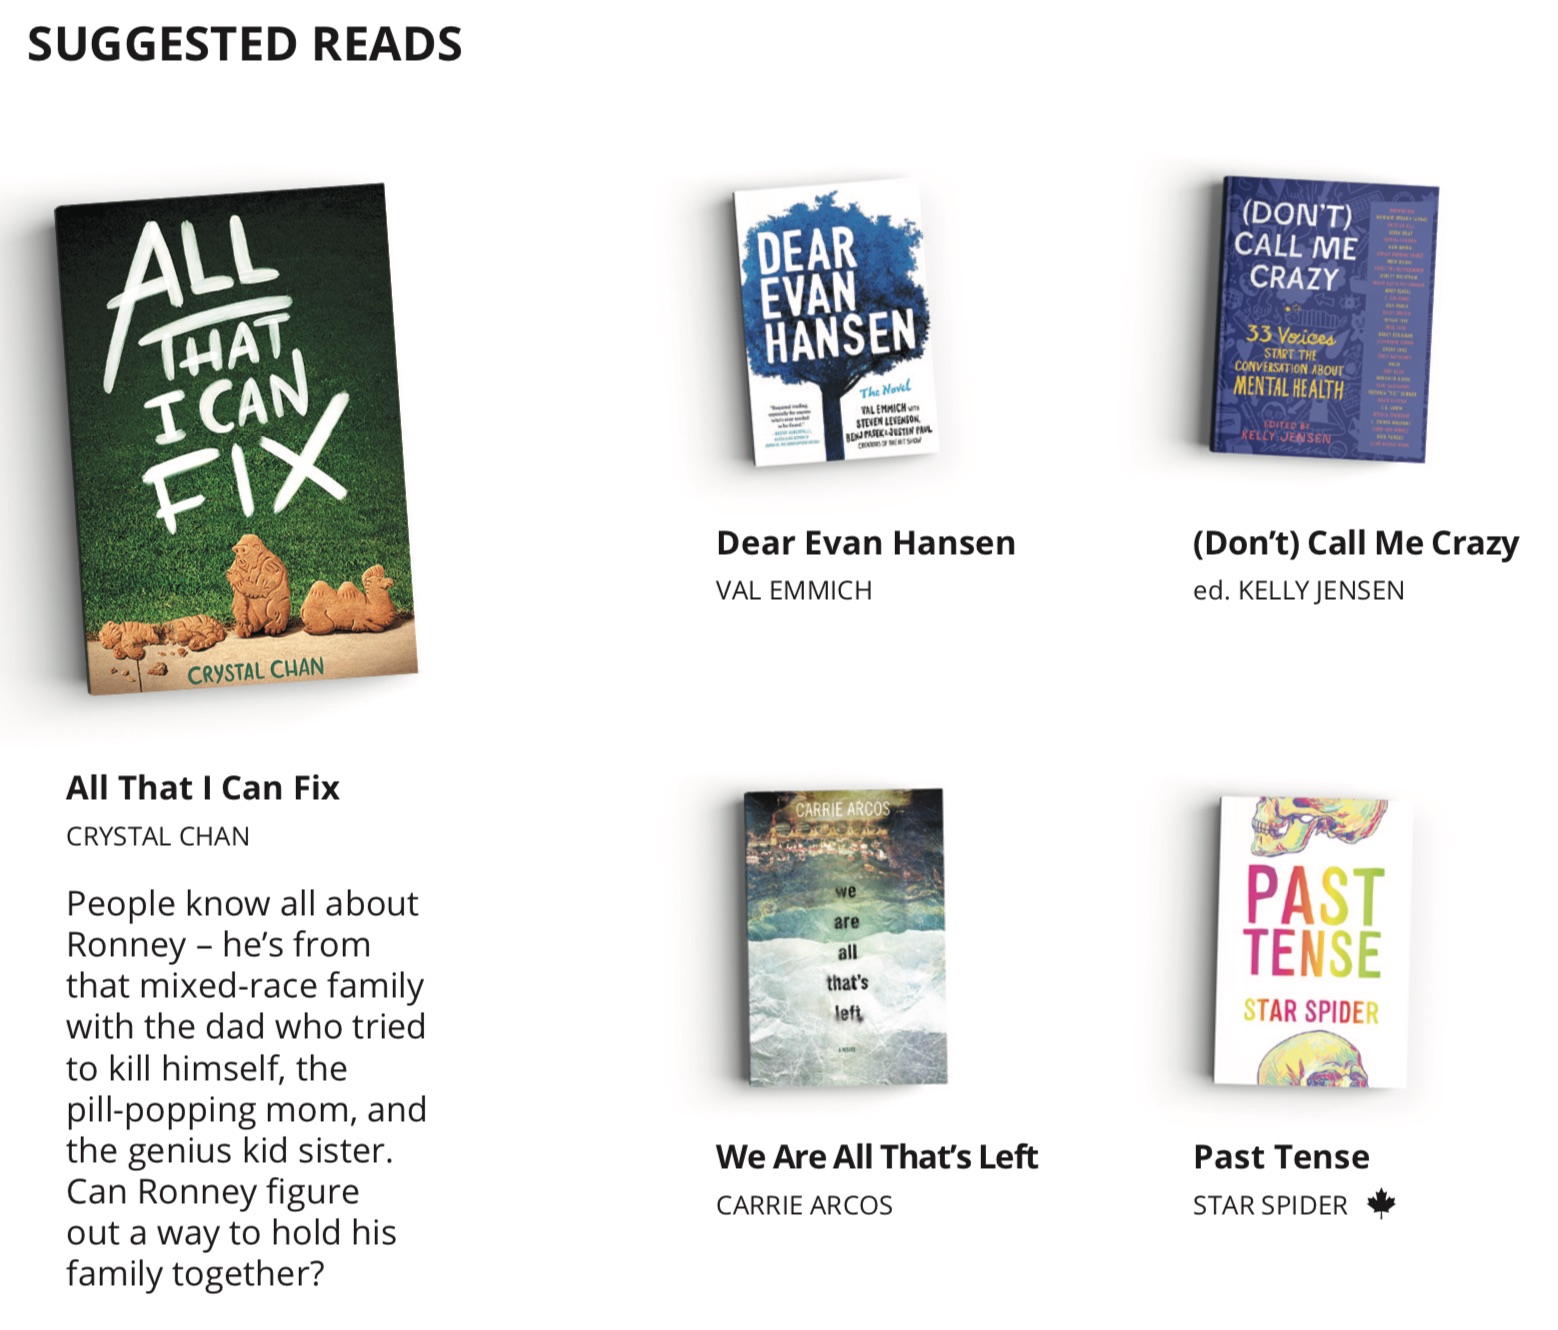 SUGGESTED READS
ALL
THAT
I CAN
FIX
CRYSTAL CHAN
All That I Can Fix
CRYSTAL CHAN
People know all about
Ronney – he’s from
that mixed-race family
with the dad who tried
to kill himself, the
pill-popping mom, and
the genius kid sister.
Can Ronney figure
out a way to hold his
family together?
DEAR
EVAN
HANSEN
The Novel
VAL EMMICH WITH
STEVEN LEVENSON,
BENJ PASEK & JUSTIN PAUL
CREATORS OF THE HIT SHOW
Dear Evan Hansen
VAL EMMICH
(DON'T)
CALL ME
CRAZY
33 Voices
START THE
CONVERSATION ABOUT
MENTAL HEALTH
EDITED BY
KELLY JENSEN
(Don’t) Call Me Crazy
ed. KELLY JENSEN
CARRIE ARCOS
we
are
all
that's
left
A NOVEL
We Are All That’s Left
CARRIE ARCOS
PAST
TENSE
STAR SPIDER
Past Tense
STAR SPIDER